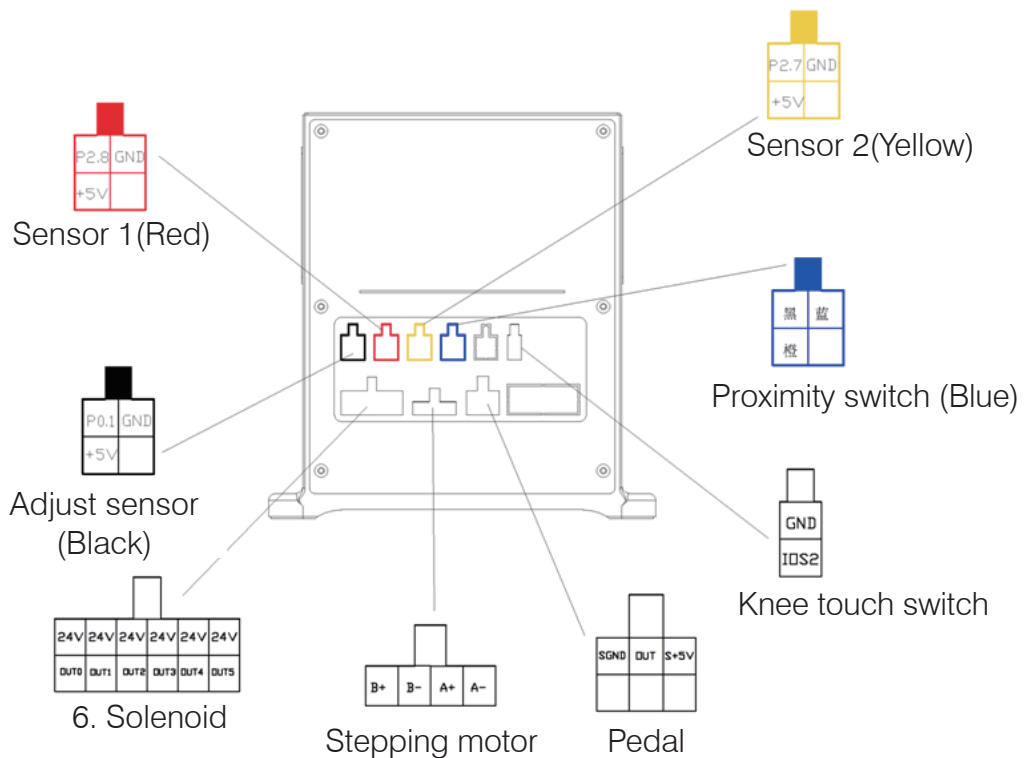 P2.7 GND
+5V
Sensor 2(Yellow)
P2.8 GND
+5V
Sensor 1(Red)
黑 蓝
橙
Proximity switch (Blue)
P0.1 GND
+5V
Adjust sensor
(Black)
GND
IOS2
Knee touch switch
24V 24V 24V 24V 24V 24V
OUT0 OUT1 OUT2 OUT3 OUT4 OUT5
6. Solenoid
B+ B- A+ A-
Stepping motor
SGND OUT S+5V
Pedal